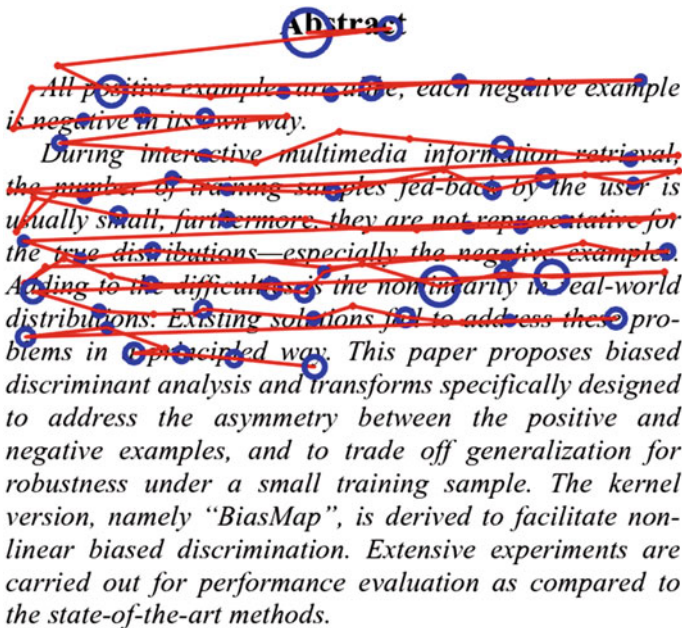 Abstract
All positive examples are alike, each negative example
is negative in its own way.
During interactive multimedia information retrieval,
the number of training samples fed-back by the user is
usually small, furthermore, they are not representative for
the true distributions—especially the negative examples.
Adding to the difficulties is the nonlinearity in real-world
distributions. Existing solutions fail to address these pro-
blems in a principled way. This paper proposes biased
discriminant analysis and transforms specifically designed
to address the asymmetry between the positive and
negative examples, and to trade off generalization for
robustness under a small training sample. The kernel
version, namely “BiasMap”, is derived to facilitate non-
linear biased discrimination. Extensive experiments are
carried out for performance evaluation as compared to
the state-of-the-art methods.